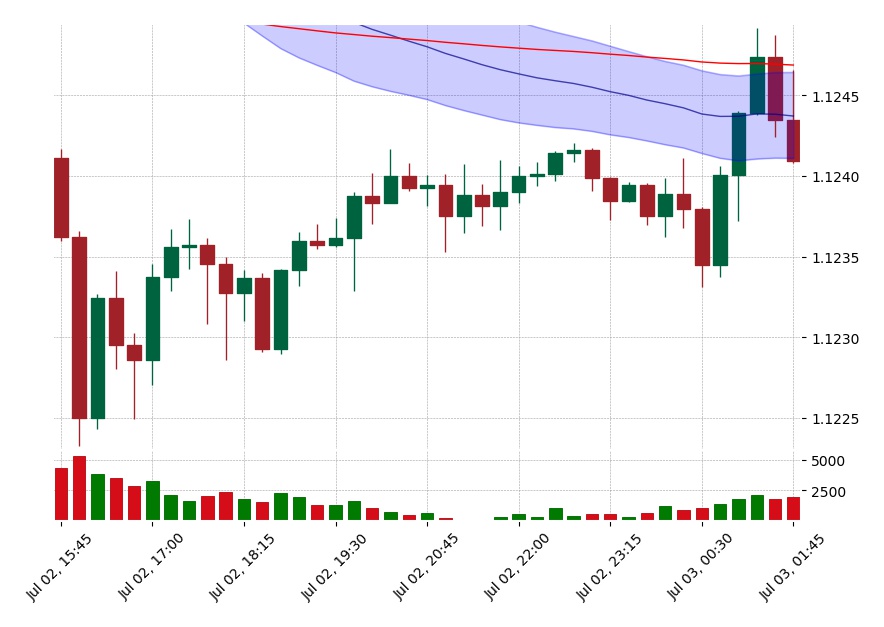 1.1245
1.1240
1.1235
1.1230
1.1225
5000
2500
Jul 02, 15:45
Jul 02, 17:00
Jul 02, 18:15
Jul 02, 19:30
Jul 02, 20:45
Jul 02, 22:00
Jul 02, 23:15
Jul 03, 00:30
Jul 03, 01:45